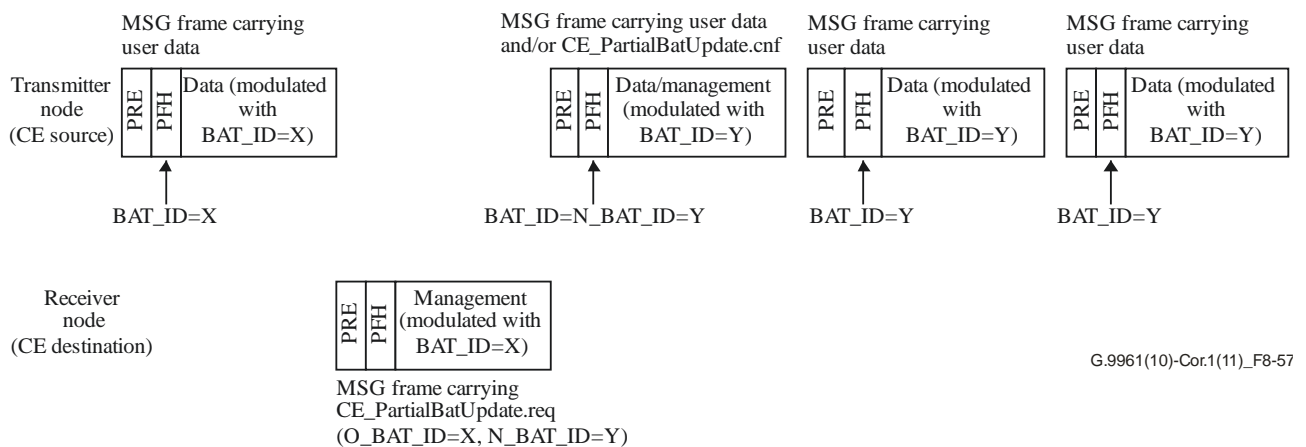 MSG frame carrying
user data
MSG frame carrying user data
and/or CE_PartialBatUpdate.cnf
MSG frame carrying
user data
MSG frame carrying
user data
Transmitter
node
(CE source)
PRE
PFH
Data (modulated
with
BAT_ID=X)
PRE
PFH
Data/management
(modulated with
BAT_ID=Y)
PRE
PFH
Data (modulated
with
BAT_ID=Y)
PRE
PFH
Data (modulated
with
BAT_ID=Y)
BAT_ID=X
BAT_ID=N_BAT_ID=Y
BAT_ID=Y
BAT_ID=Y
Receiver
node
(CE destination)
PRE
PFH
Management
(modulated with
BAT_ID=X)
MSG frame carrying
CE_PartialBatUpdate.req
(O_BAT_ID=X, N_BAT_ID=Y)
G.9961(10)-Cor.1(11)_F8-57